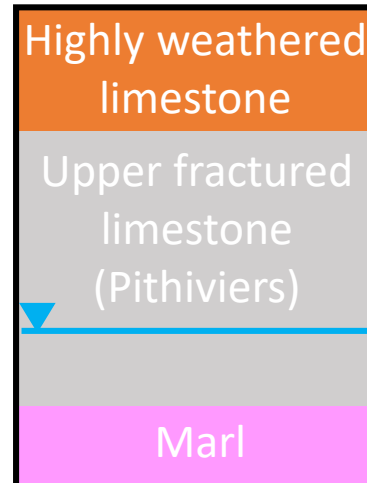 Highly weathered
limestone
Upper fractured
limestone
(Pithiviers)
Marl